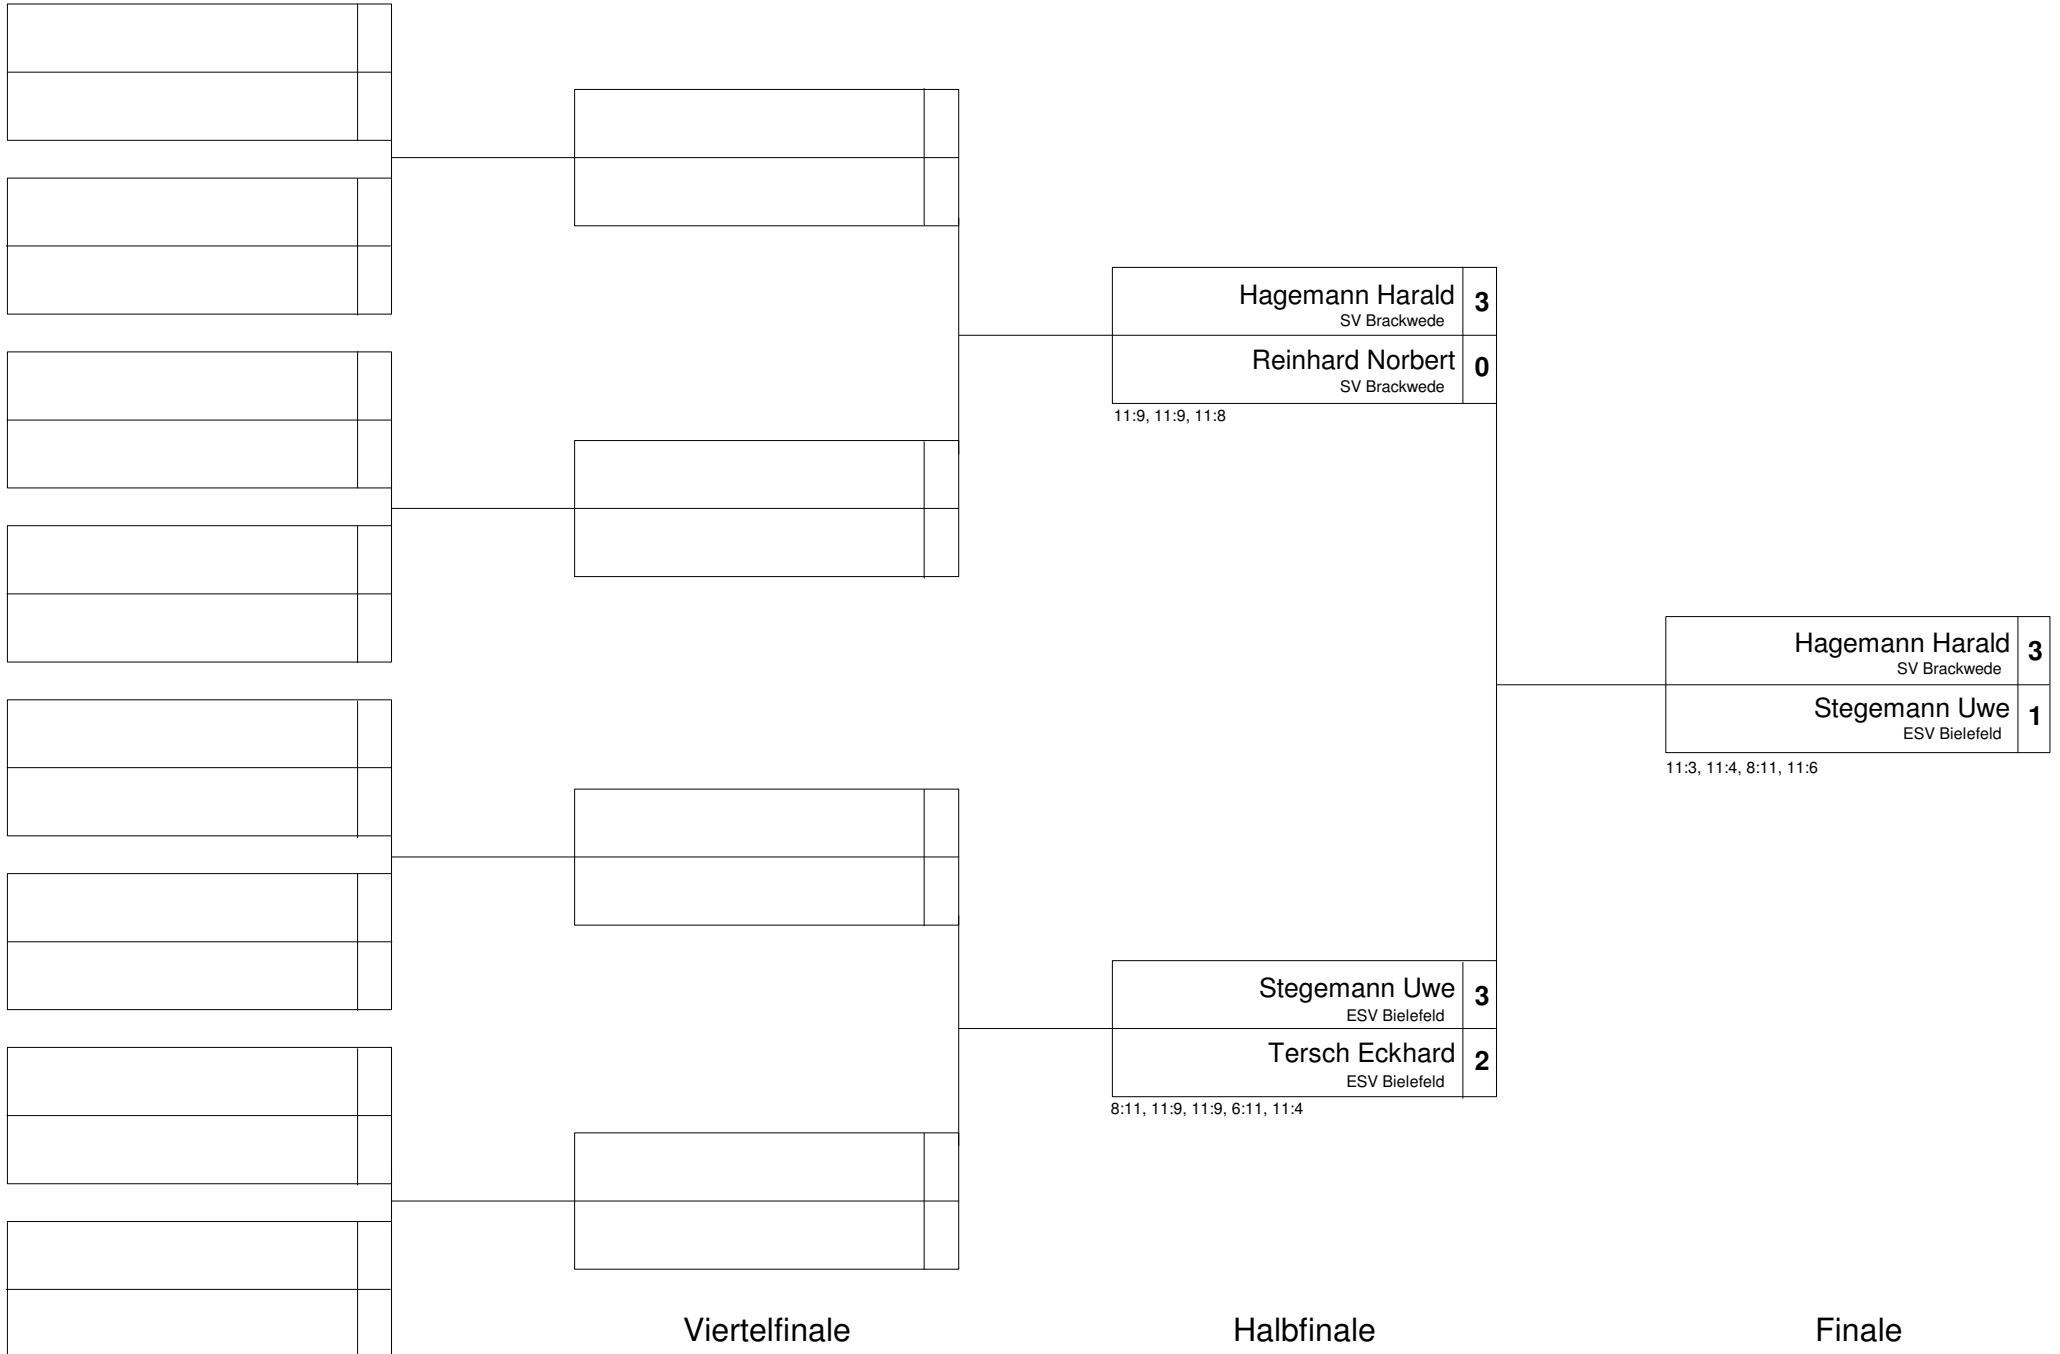 Hagemann Harald 3
SV Brackwede
Reinhard Norbert 0
SV Brackwede
11:9, 11:9, 11:8
Hagemann Harald 3
SV Brackwede
Stegemann Uwe 1
ESV Bielefeld
11:3, 11:4, 8:11, 11:6
Stegemann Uwe 3
ESV Bielefeld
Tersch Eckhard 2
ESV Bielefeld
8:11, 11:9, 11:9, 6:11, 11:4
Viertelfinale Halbfinale Finale